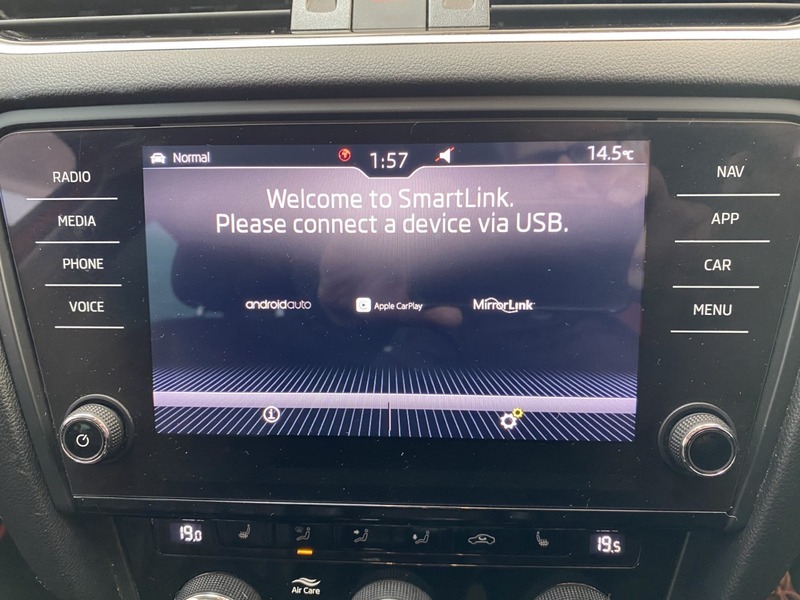 Normal 1:57 14.5°C
RADIO
MEDIA
PHONE
VOICE
Welcome to SmartLink.
Please connect a device via USB.
androidauto Apple CarPlay MirrorLink
NAV
APP
CAR
MENU
19.0 19.5
Air Care